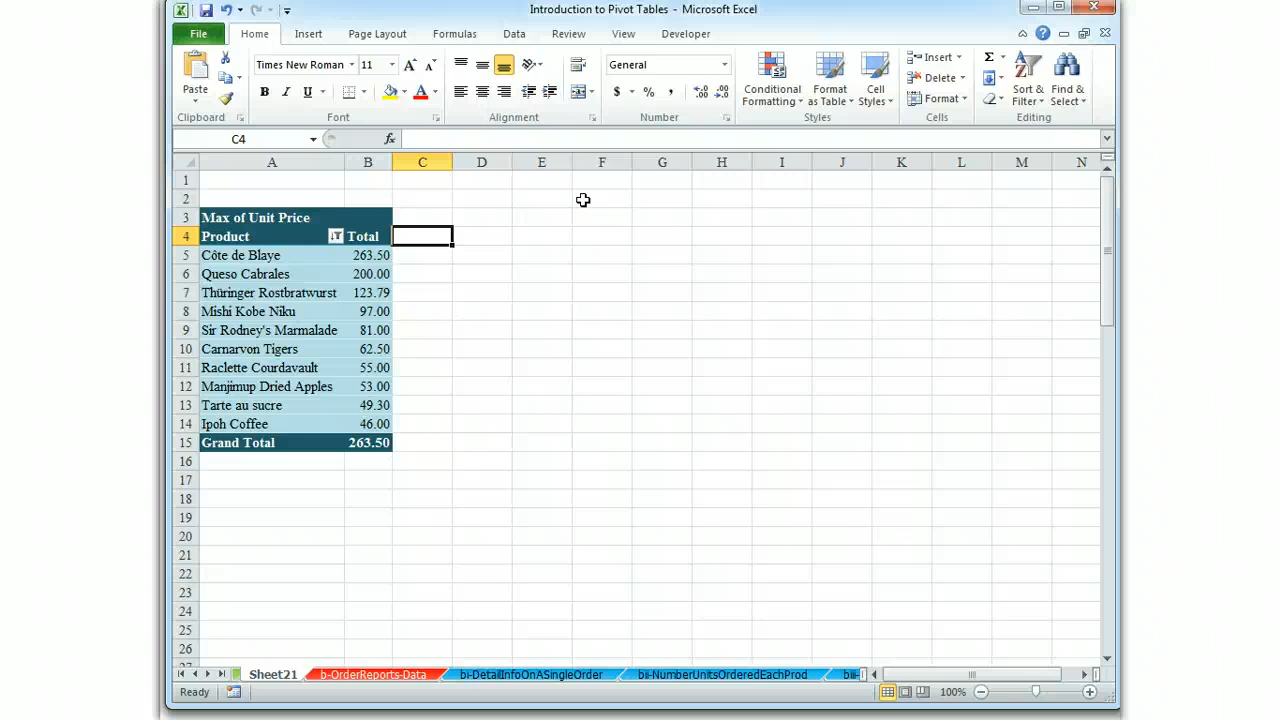 Introduction to Pivot Tables - Microsoft Excel
File Home Insert Page Layout Formulas Data Review View Developer
Times New Roman 11 General Insert Σ
Paste B I U A $ % , Conditional Formatting Format as Table Cell Styles Delete Format Sort & Filter Find & Select
Clipboard Font Alignment Number Styles Cells Editing
C4 fx
A B C D E F G H I J K L M N
1
2
3 Max of Unit Price
4 Product Total
5 Côte de Blaye 263.50
6 Queso Cabrales 200.00
7 Thüringer Rostbratwurst 123.79
8 Mishi Kobe Niku 97.00
9 Sir Rodney's Marmalade 81.00
10 Carnarvon Tigers 62.50
11 Raclette Courdavault 55.00
12 Manjimup Dried Apples 53.00
13 Tarte au sucre 49.30
14 Ipoh Coffee 46.00
15 Grand Total 263.50
16
17
18
19
20
21
22
23
24
25
26
27
Sheet21 b-OrderReports-Data bi-DetailInfoOnASingleOrder bii-NumberUnitsOrderedEachProd
Ready 100%